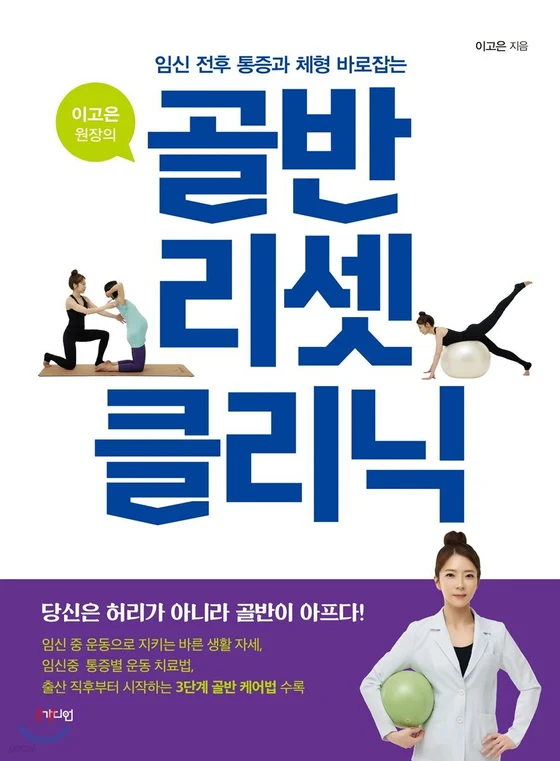 이고은 지음
임신 전후 통증과 체형 바로잡는
이고은
원장의
골반
리셋
클리닉
당신은 허리가 아니라 골반이 아프다!
임신 중 운동으로 지키는 바른 생활 자세,
임신중 통증별 운동 치료법,
출산 직후부터 시작하는 3단계 골반 케어법 수록
가디언